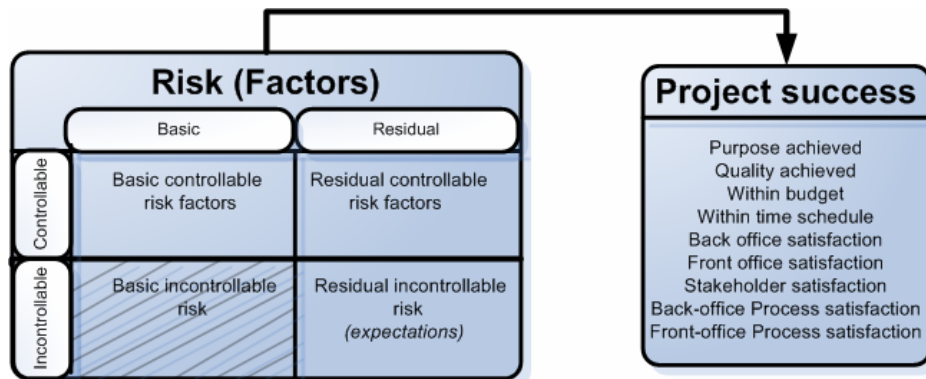 Risk (Factors)
Basic
Residual
Controllable
Basic controllable
risk factors
Residual controllable
risk factors
Incontrollable
Basic incontrollable
risk
Residual incontrollable
risk
(expectations)
Project success
Purpose achieved
Quality achieved
Within budget
Within time schedule
Back office satisfaction
Front office satisfaction
Stakeholder satisfaction
Back-office Process satisfaction
Front-office Process satisfaction